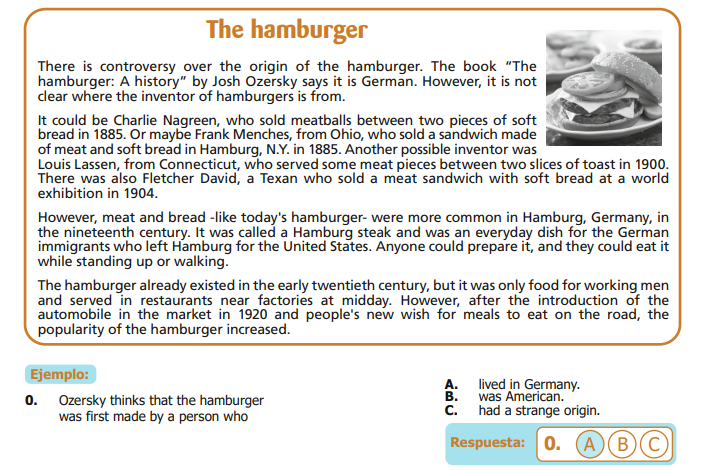 The hamburger
There is controversy over the origin of the hamburger. The book “The
hamburger: A history” by Josh Ozersky says it is German. However, it is not
clear where the inventor of hamburgers is from.
It could be Charlie Nagreen, who sold meatballs between two pieces of soft
bread in 1885. Or maybe Frank Menches, from Ohio, who sold a sandwich made
of meat and soft bread in Hamburg, N.Y. in 1885. Another possible inventor was
Louis Lassen, from Connecticut, who served some meat pieces between two slices of toast in 1900.
There was also Fletcher David, a Texan who sold a meat sandwich with soft bread at a world
exhibition in 1904.
However, meat and bread -like today's hamburger- were more common in Hamburg, Germany, in
the nineteenth century. It was called a Hamburg steak and was an everyday dish for the German
immigrants who left Hamburg for the United States. Anyone could prepare it, and they could eat it
while standing up or walking.
The hamburger already existed in the early twentieth century, but it was only food for working men
and served in restaurants near factories at midday. However, after the introduction of the
automobile in the market in 1920 and people's new wish for meals to eat on the road, the
popularity of the hamburger increased.
Ejemplo:
0. Ozersky thinks that the hamburger
was first made by a person who
A. lived in Germany.
B. was American.
C. had a strange origin.
Respuesta: 0. A B C